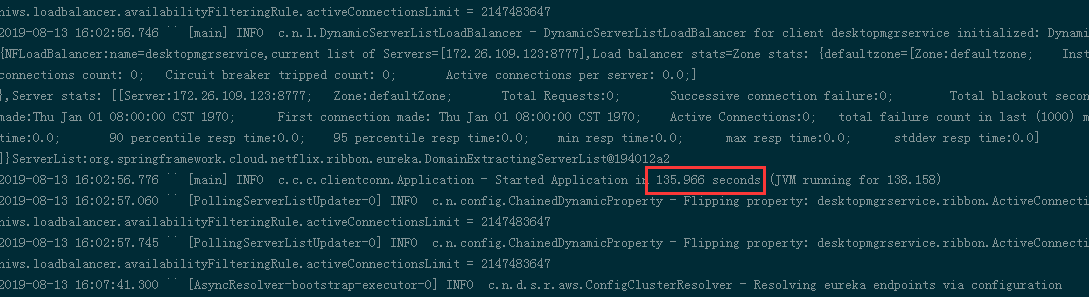 niws.loadbalancer.availabilityFilteringRule.activeConnectionsLimit = 2147483647
2019-08-13 16:02:56.746 `` [main] INFO  c.n.l.DynamicServerListLoadBalancer - DynamicServerListLoadBalancer for client desktopmgrservice initialized: Dynami
{NFLoadBalancer:name=desktopmgrservice,current list of Servers=[172.26.109.123:8777],Load balancer stats=Zone stats: {defaultzone=[Zone:defaultzone;    Inst
connections count: 0;    Circuit breaker tripped count: 0;    Active connections per server: 0.0;]
},Server stats: [[Server:172.26.109.123:8777;    Zone:defaultZone;    Total Requests:0;    Successive connection failure:0;    Total blackout secon
made:Thu Jan 01 08:00:00 CST 1970;    First connection made: Thu Jan 01 08:00:00 CST 1970;    Active Connections:0;    total failure count in last (1000) m
time:0.0;    90 percentile resp time:0.0;    95 percentile resp time:0.0;    min resp time:0.0;    max resp time:0.0;    stddev resp time:0.0]
]}ServerList:org.springframework.cloud.netflix.ribbon.eureka.DomainExtractingServerList@194012a2
2019-08-13 16:02:56.776 `` [main] INFO  c.c.c.clientconn.Application - Started Application in 135.966 seconds (JVM running for 138.158)
2019-08-13 16:02:57.060 `` [PollingServerListUpdater-0] INFO  c.n.config.ChainedDynamicProperty - Flipping property: desktopmgrservice.ribbon.ActiveConnecti
niws.loadbalancer.availabilityFilteringRule.activeConnectionsLimit = 2147483647
2019-08-13 16:02:57.745 `` [PollingServerListUpdater-0] INFO  c.n.config.ChainedDynamicProperty - Flipping property: desktopmgrservice.ribbon.ActiveConnecti
niws.loadbalancer.availabilityFilteringRule.activeConnectionsLimit = 2147483647
2019-08-13 16:07:41.300 `` [AsyncResolver-bootstrap-executor-0] INFO  c.n.d.s.r.aws.ConfigClusterResolver - Resolving eureka endpoints via configuration